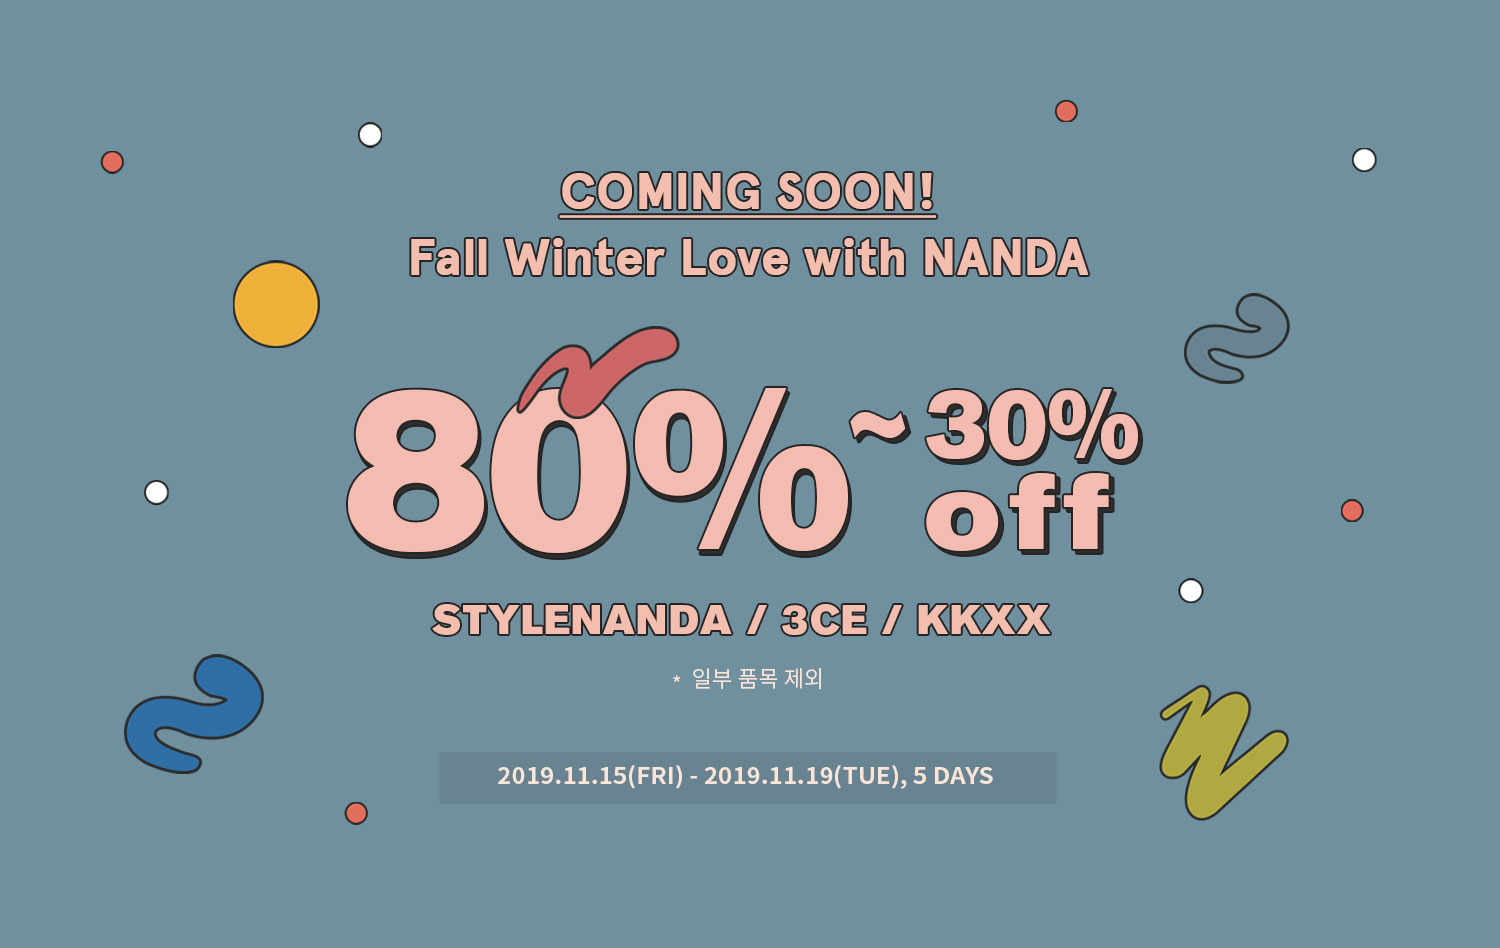 COMING SOON!
Fall Winter Love with NANDA
80% ~ 30%
off
STYLENANDA / 3CE / KKXX
* 일부 품목 제외
2019.11.15(FRI) - 2019.11.19(TUE), 5 DAYS